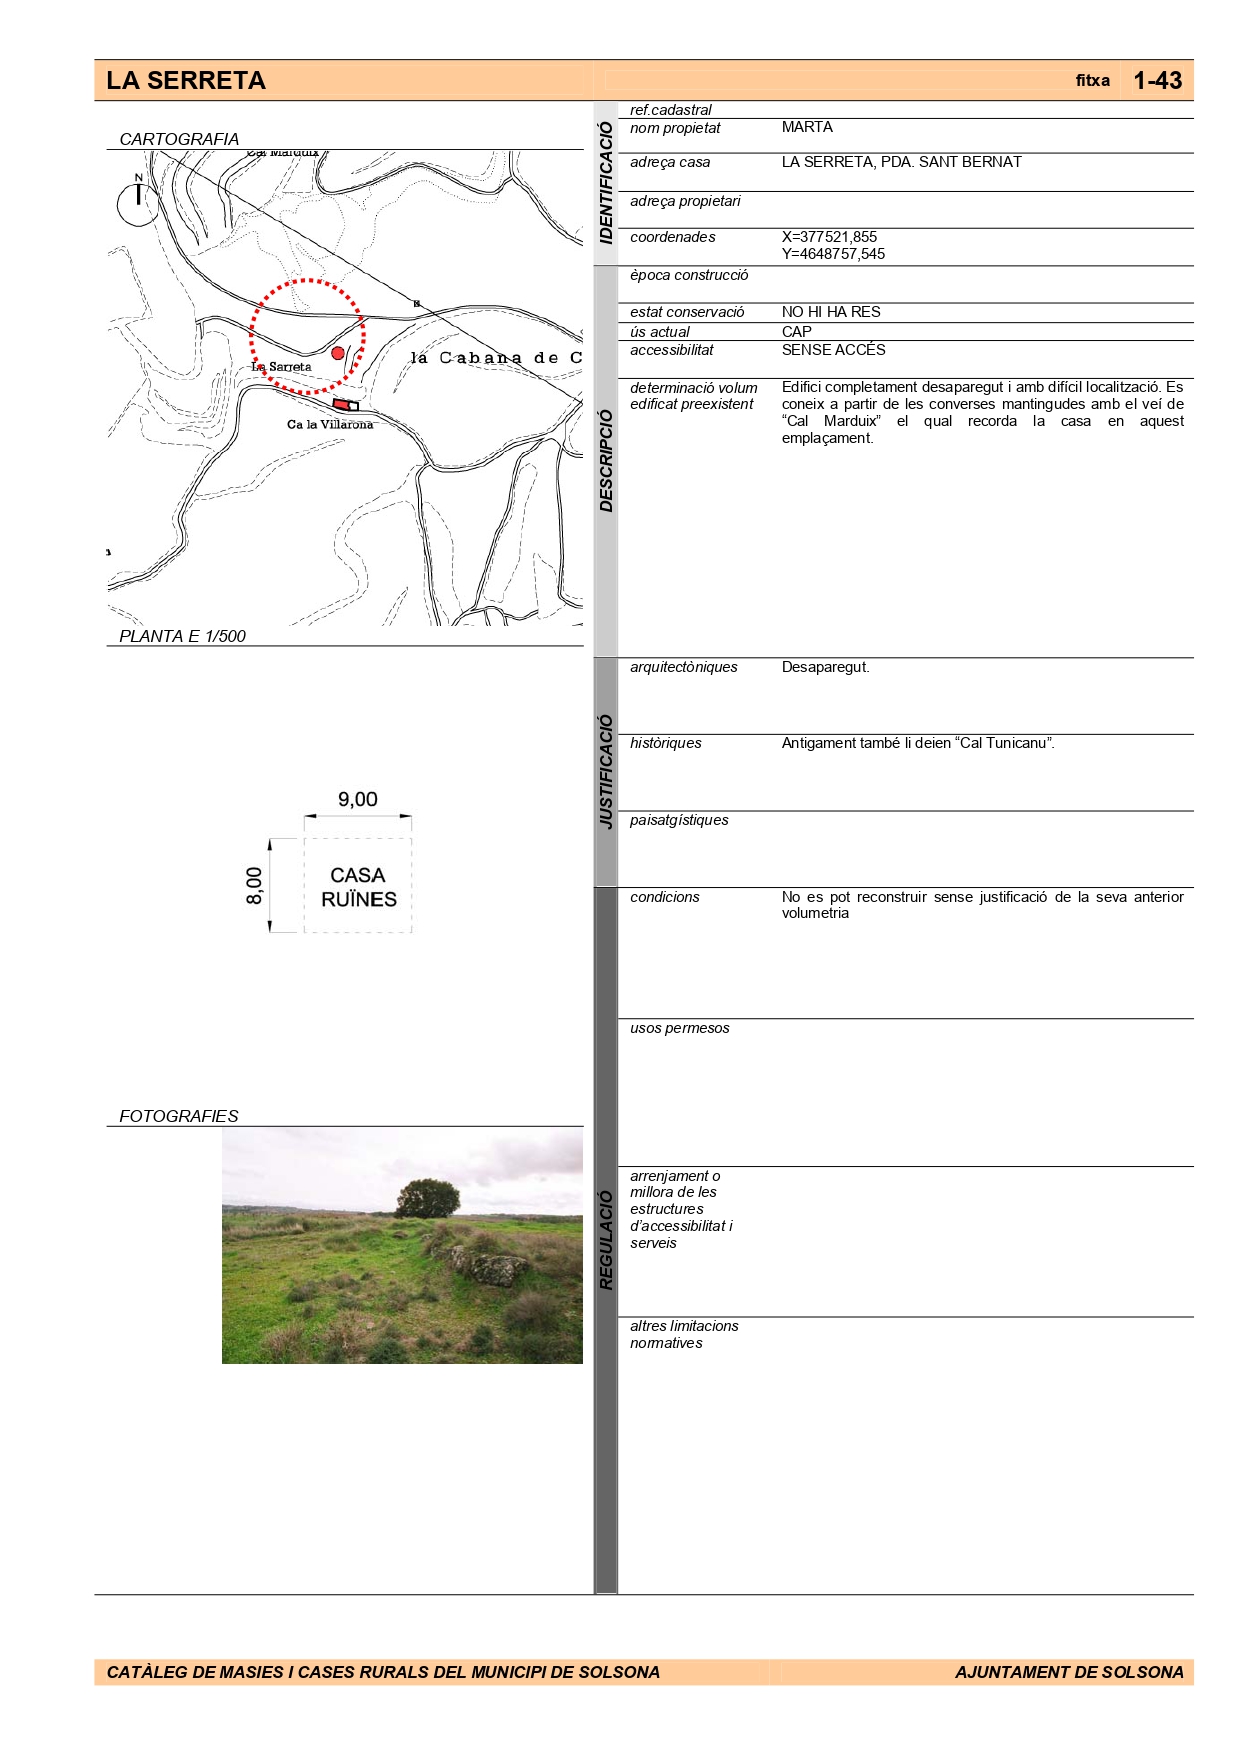 LA SERRETA
fitxa 1-43
CARTOGRAFIA
Cal Marduix
N
la Cabana de C
La Sarreta
Ca la Villarona
PLANTA E 1/500
9,00
8,00
CASA
RUÏNES
FOTOGRAFIES
IDENTIFICACIÓ
ref.cadastral
nom propietat MARTA
adreça casa LA SERRETA, PDA. SANT BERNAT
adreça propietari
coordenades X=377521,855
Y=4648757,545
DESCRIPCIÓ
època construcció
estat conservació NO HI HA RES
ús actual CAP
accessibilitat SENSE ACCÉS
determinació volum Edifici completament desaparegut i amb difícil localització. Es
edificat preexistent coneix a partir de les converses mantingudes amb el veí de
“Cal Marduix” el qual recorda la casa en aquest
emplaçament.
JUSTIFICACIÓ
arquitectòniques Desaparegut.
històriques Antigament també li deien “Cal Tunicanu”.
paisatgístiques
REGULACIÓ
condicions No es pot reconstruir sense justificació de la seva anterior
volumetria
usos permesos
arrenjament o
millora de les
estructures
d’accessibilitat i
serveis
altres limitacions
normatives
CATÀLEG DE MASIES I CASES RURALS DEL MUNICIPI DE SOLSONA
AJUNTAMENT DE SOLSONA